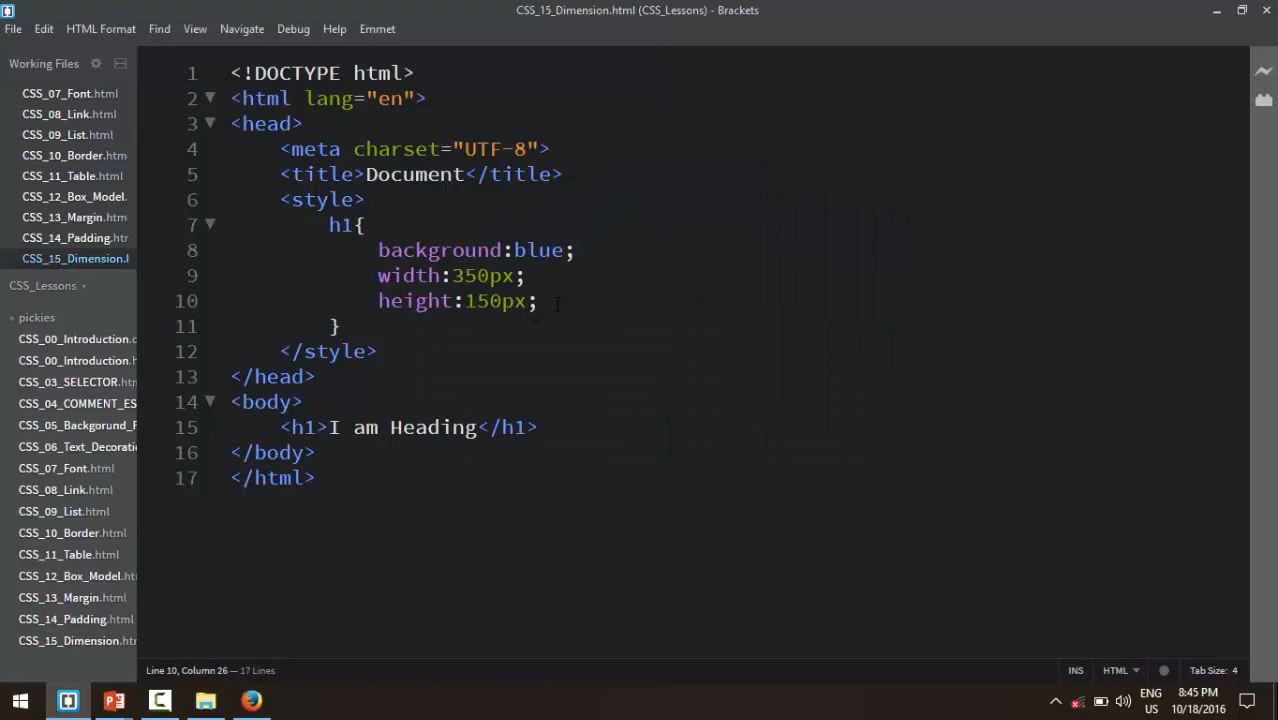 CSS_15_Dimension.html (CSS_Lessons) - Brackets
File Edit HTML Format Find View Navigate Debug Help Emmet
Working Files
CSS_07_Font.html
CSS_08_Link.html
CSS_09_List.html
CSS_10_Border.htm
CSS_11_Table.html
CSS_12_Box_Model.
CSS_13_Margin.html
CSS_14_Padding.htr
CSS_15_Dimension.l
CSS_Lessons
pickies
CSS_00_Introduction.c
CSS_00_Introduction.h
CSS_03_SELECTOR.htm
CSS_04_COMMENT_ES
CSS_05_Backgorund_F
CSS_06_Text_Decoratio
CSS_07_Font.html
CSS_08_Link.html
CSS_09_List.html
CSS_10_Border.html
CSS_11_Table.html
CSS_12_Box_Model.htr
CSS_13_Margin.html
CSS_14_Padding.html
CSS_15_Dimension.htr
1 <!DOCTYPE html>
2 <html lang="en">
3 <head>
4 <meta charset="UTF-8">
5 <title>Document</title>
6 <style>
7 h1{
8 background:blue;
9 width:350px;
10 height:150px;
11 }
12 </style>
13 </head>
14 <body>
15 <h1>I am Heading</h1>
16 </body>
17 </html>
Line 10, Column 26 — 17 Lines
INS HTML Tab Size: 4
ENG 8:45 PM
US 10/18/2016